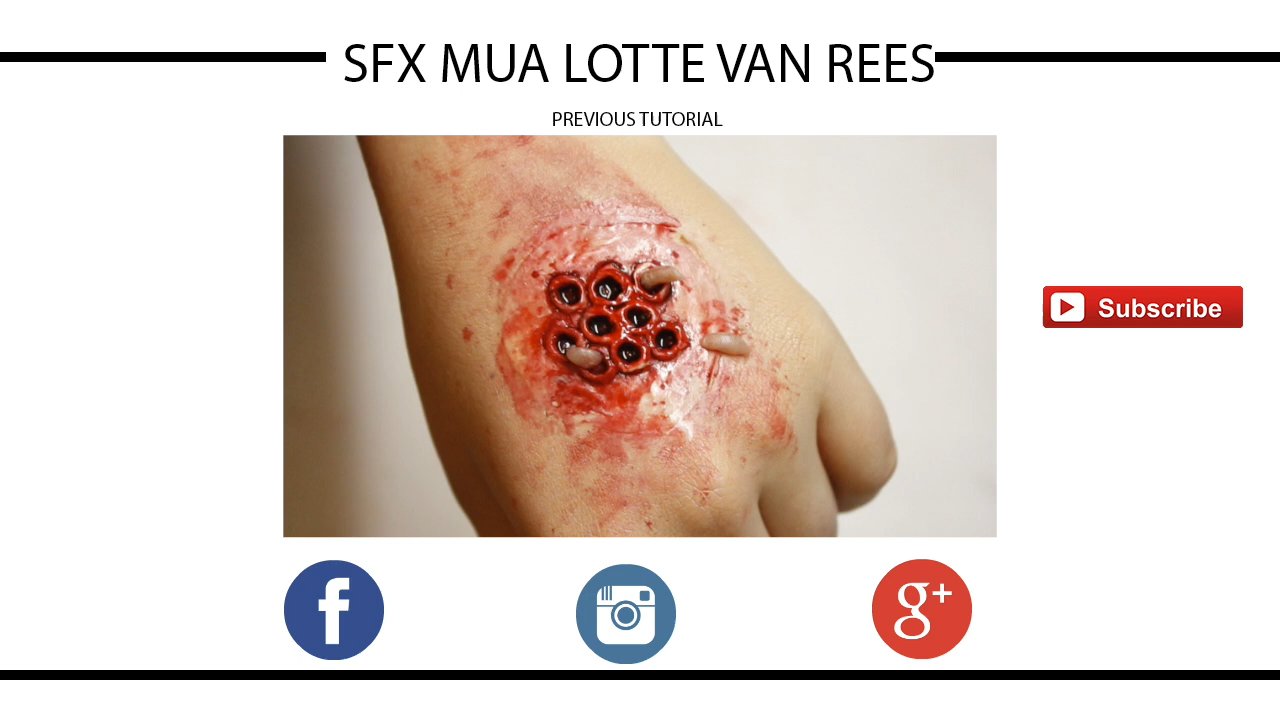 SFX MUA LOTTE VAN REES
PREVIOUS TUTORIAL
Subscribe
f
g+